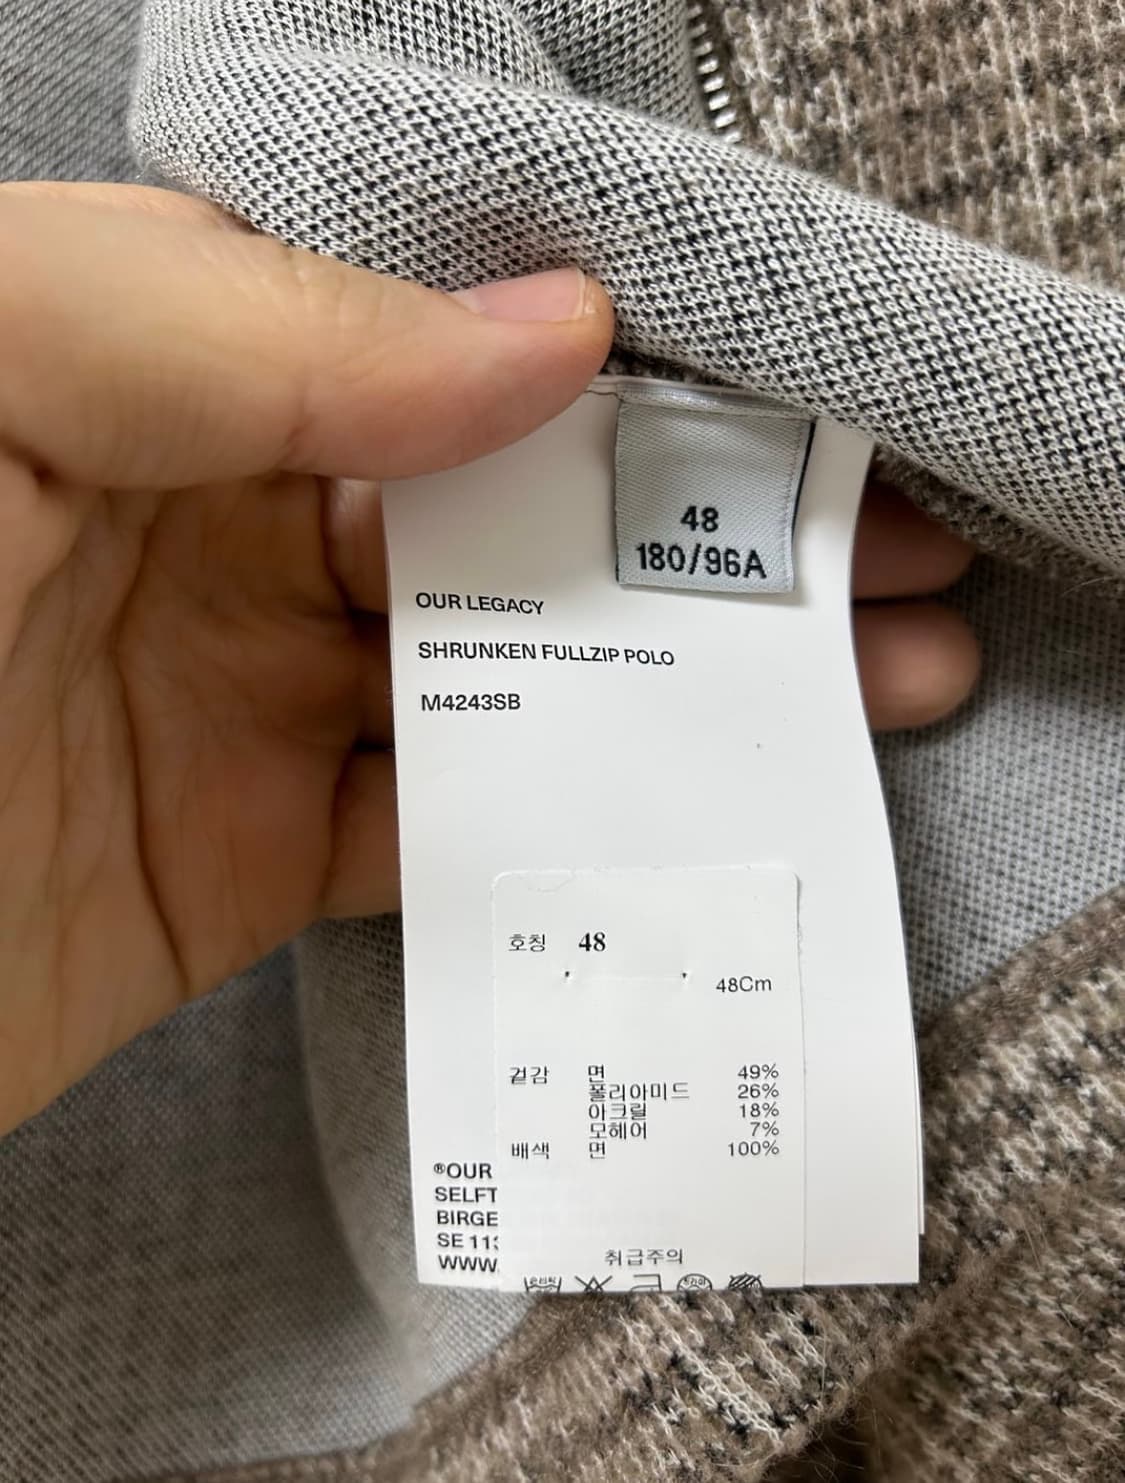 48
180/96A
OUR LEGACY
SHRUNKEN FULLZIP POLO
M4243SB
호칭 48
48Cm
겉감 면 49%
폴리아미드 26%
아크릴 18%
모헤어 7%
배색 면 100%
®OUR
SELFT
BIRGE
SE 113
WWW.
취급주의